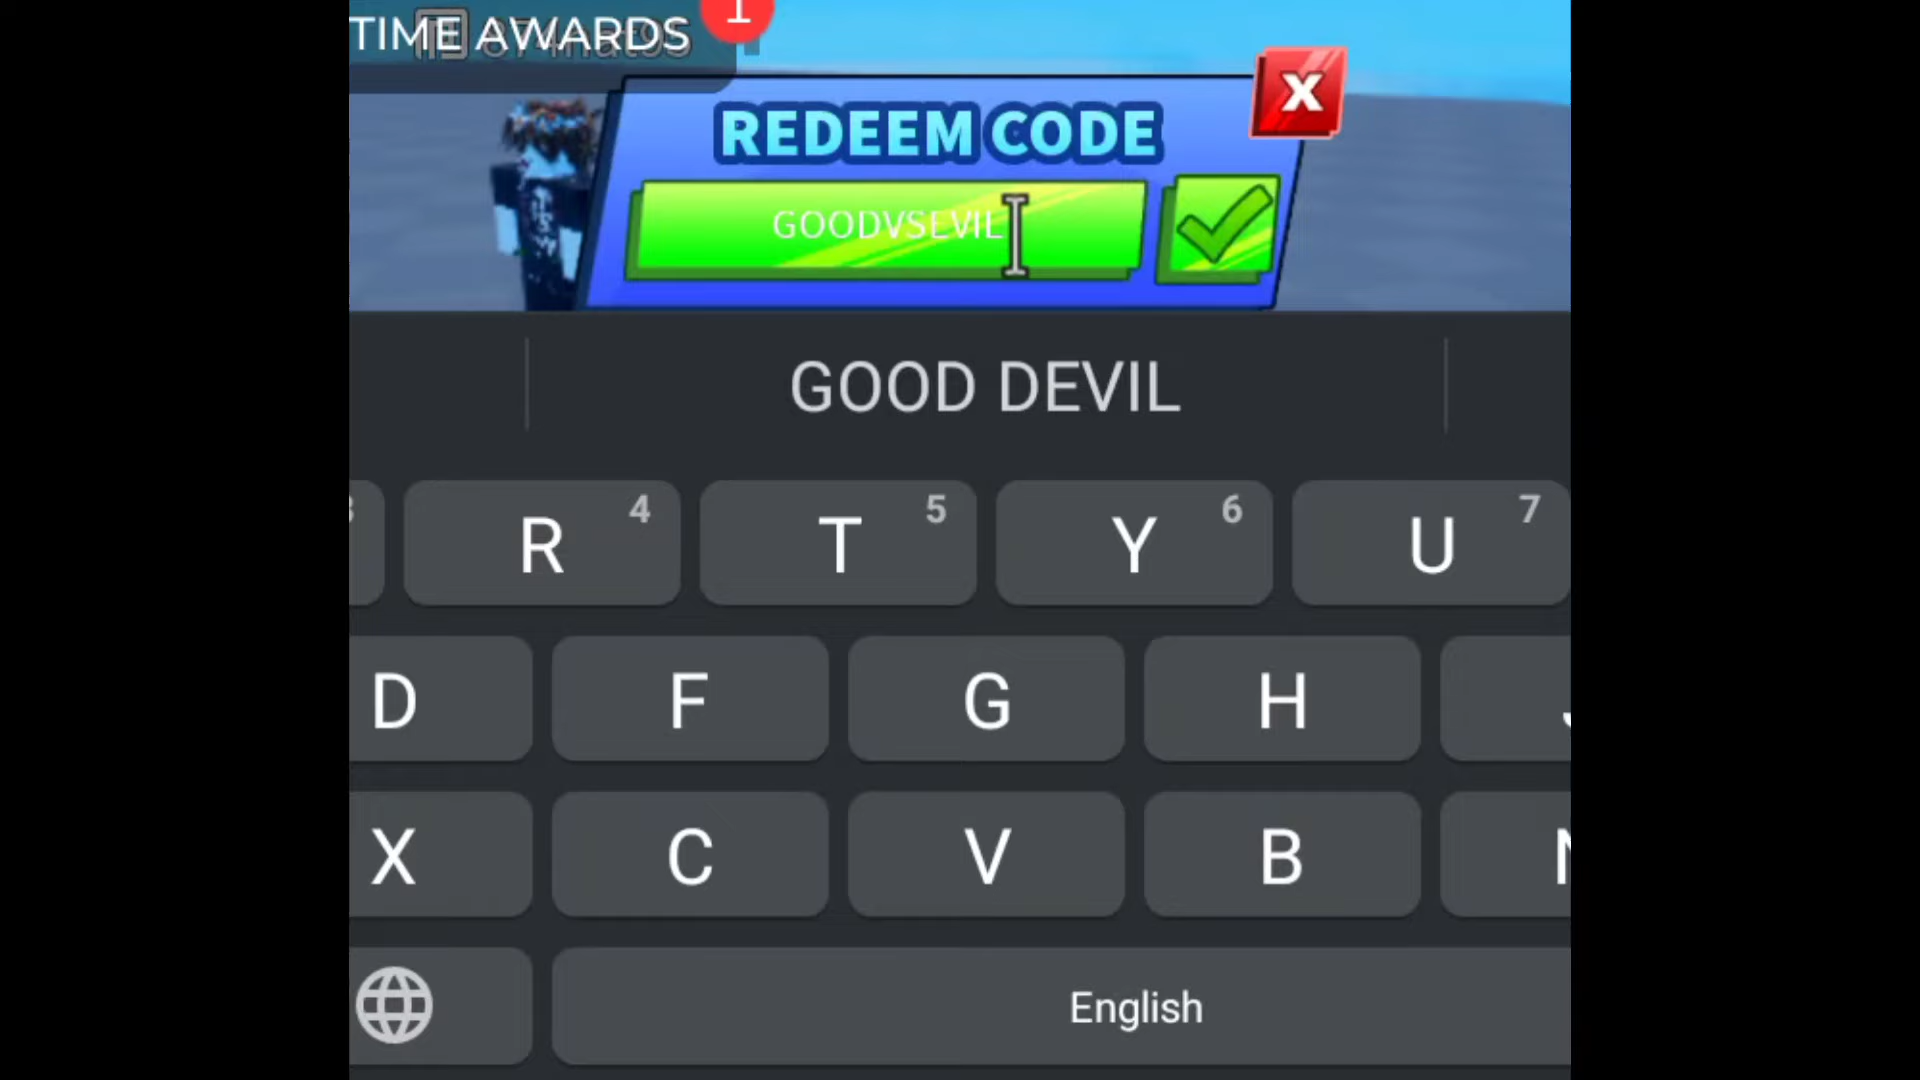 TIME AWARDS
1
REDEEM CODE
X
GOODVSEVIL
GOOD DEVIL
R 4 T 5 Y 6 U 7
D F G H
X C V B
English